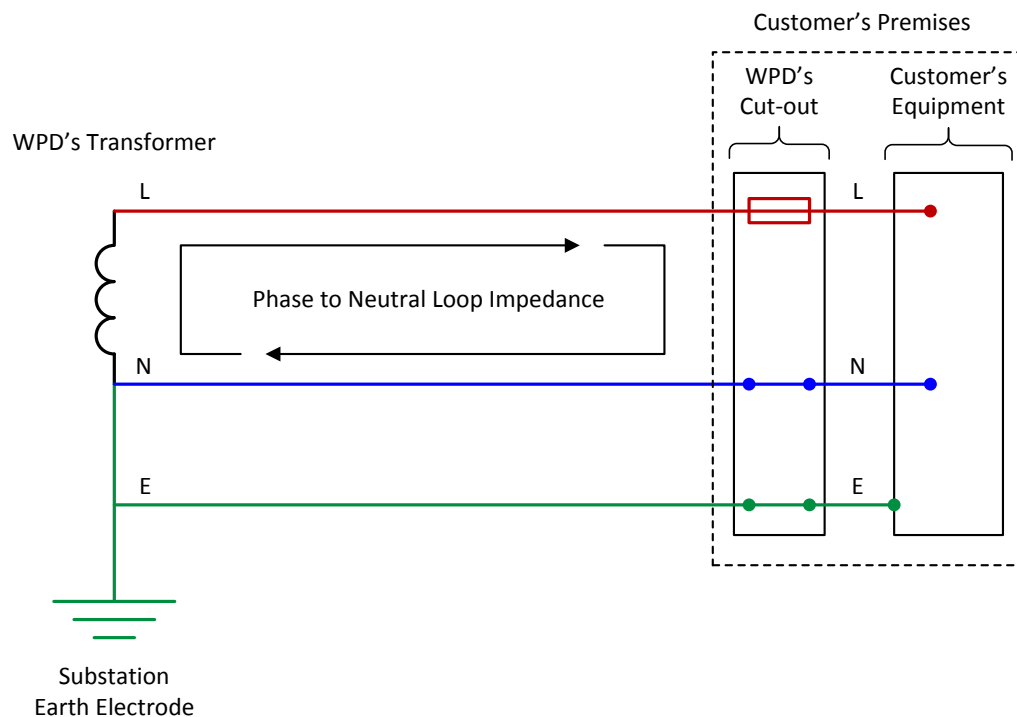 Customer’s Premises
WPD’s
Cut-out
Customer’s
Equipment
WPD’s Transformer
L
L
Phase to Neutral Loop Impedance
N
N
E
E
Substation
Earth Electrode